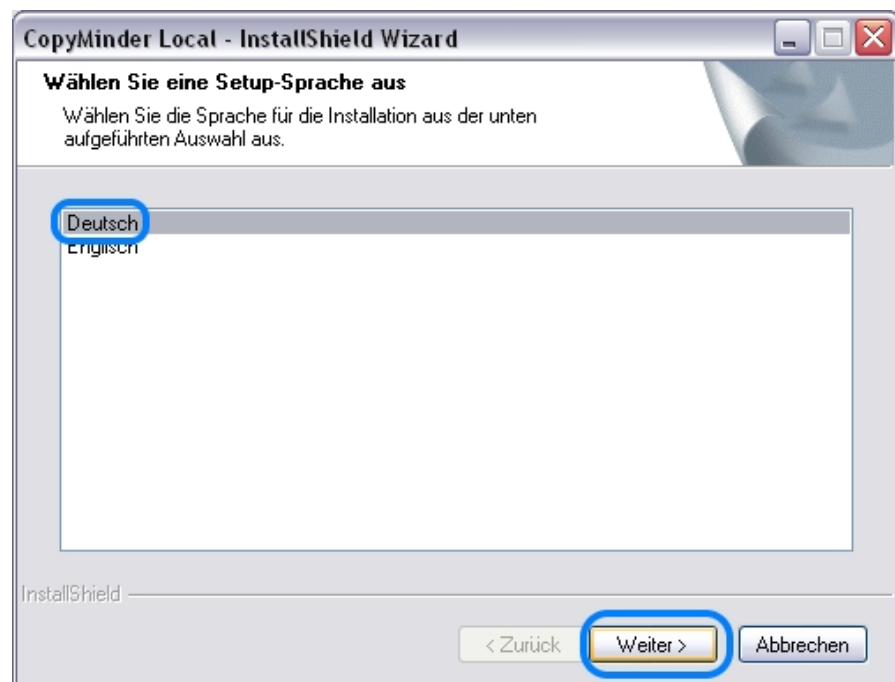 CopyMinder Local - InstallShield Wizard
Wählen Sie eine Setup-Sprache aus
Wählen Sie die Sprache für die Installation aus der unten
aufgeführten Auswahl aus.
Deutsch
Englisch
InstallShield
< Zurück Weiter > Abbrechen